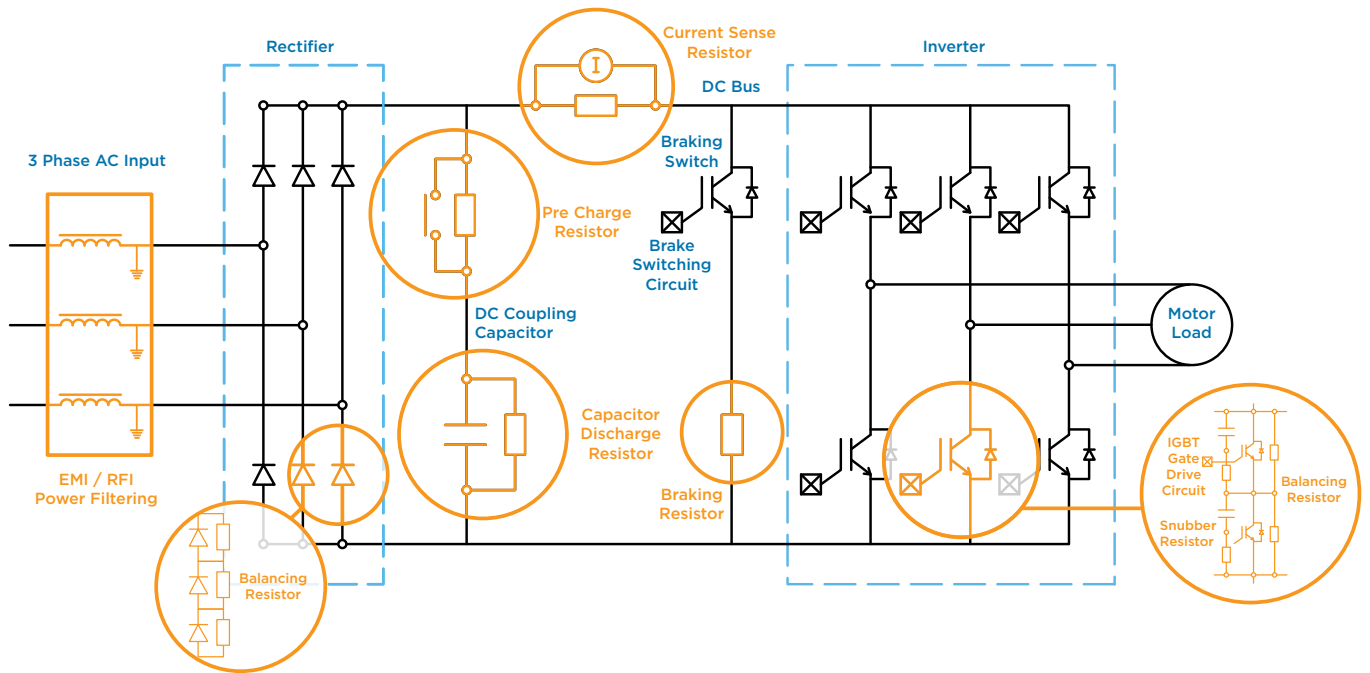 Rectifier
Current Sense
Resistor
Inverter
I
DC Bus
3 Phase AC Input
Braking
Switch
Pre Charge
Resistor
Brake
Switching
Circuit
DC Coupling
Capacitor
Motor
Load
Capacitor
Discharge
Resistor
EMI / RFI
Power Filtering
Braking
Resistor
IGBT
Gate
Drive
Circuit
Balancing
Resistor
Snubber
Resistor
Balancing
Resistor